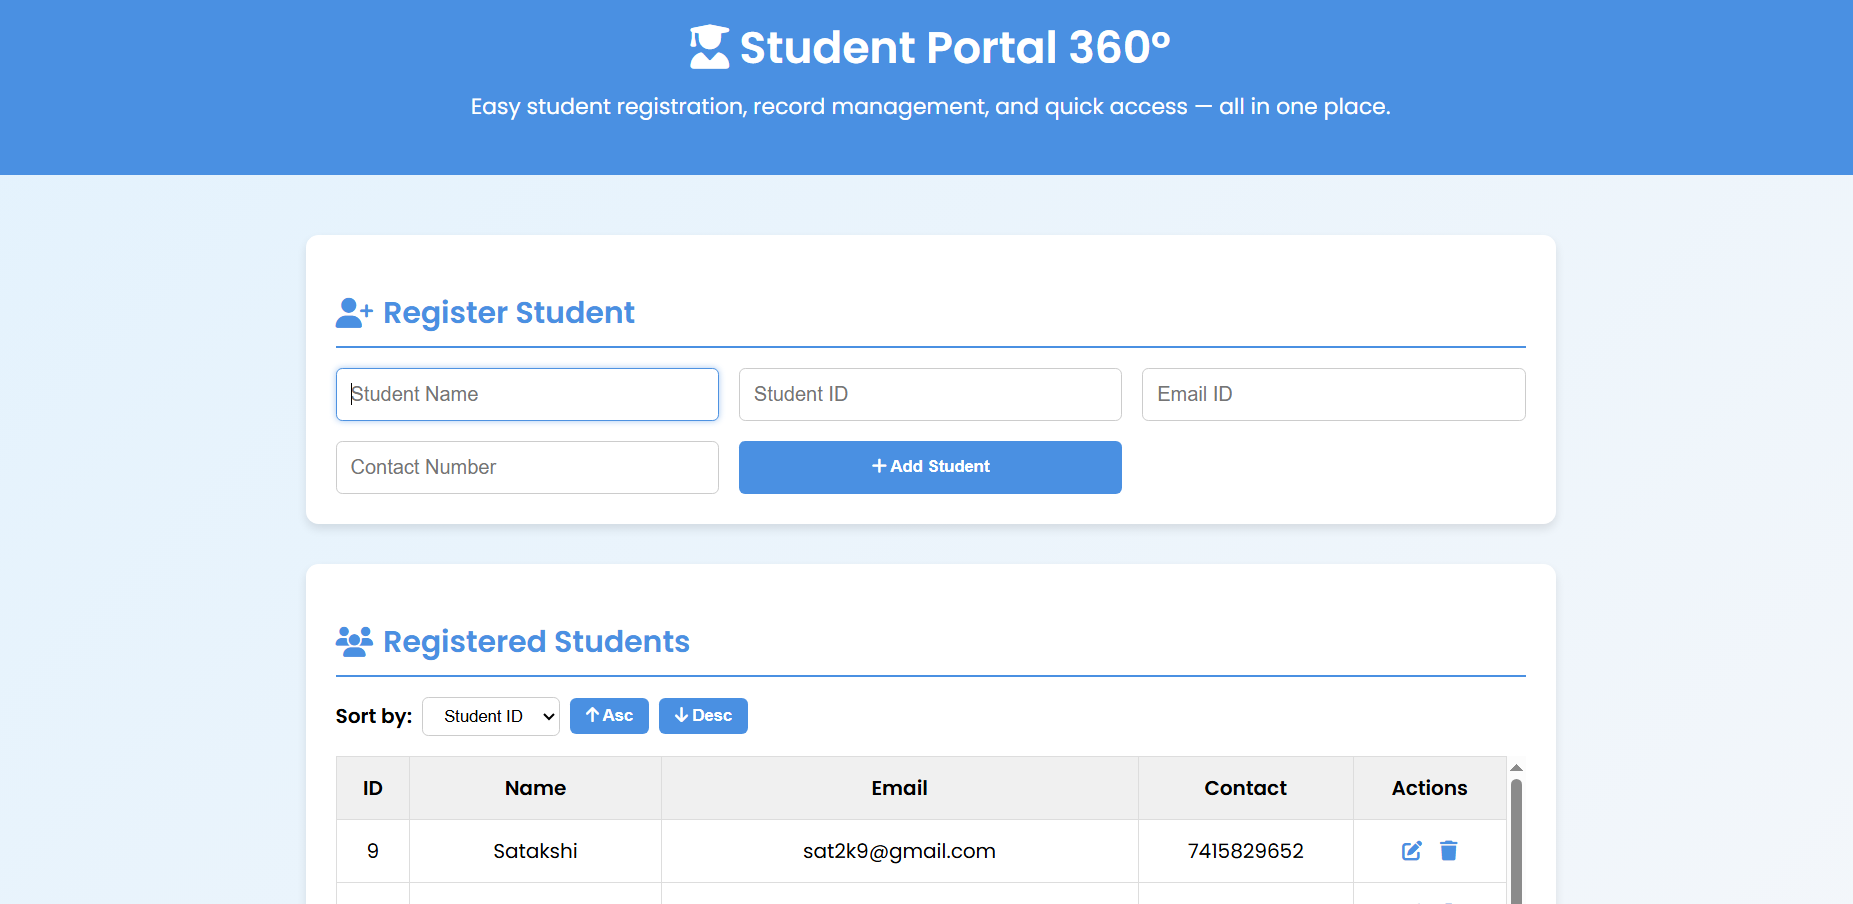 Student Portal 360°
Easy student registration, record management, and quick access — all in one place.
Register Student
Student Name Student ID Email ID
Contact Number Add Student
Registered Students
Sort by: Student ID Asc Desc
ID Name Email Contact Actions
9 Satakshi sat2k9@gmail.com 7415829652